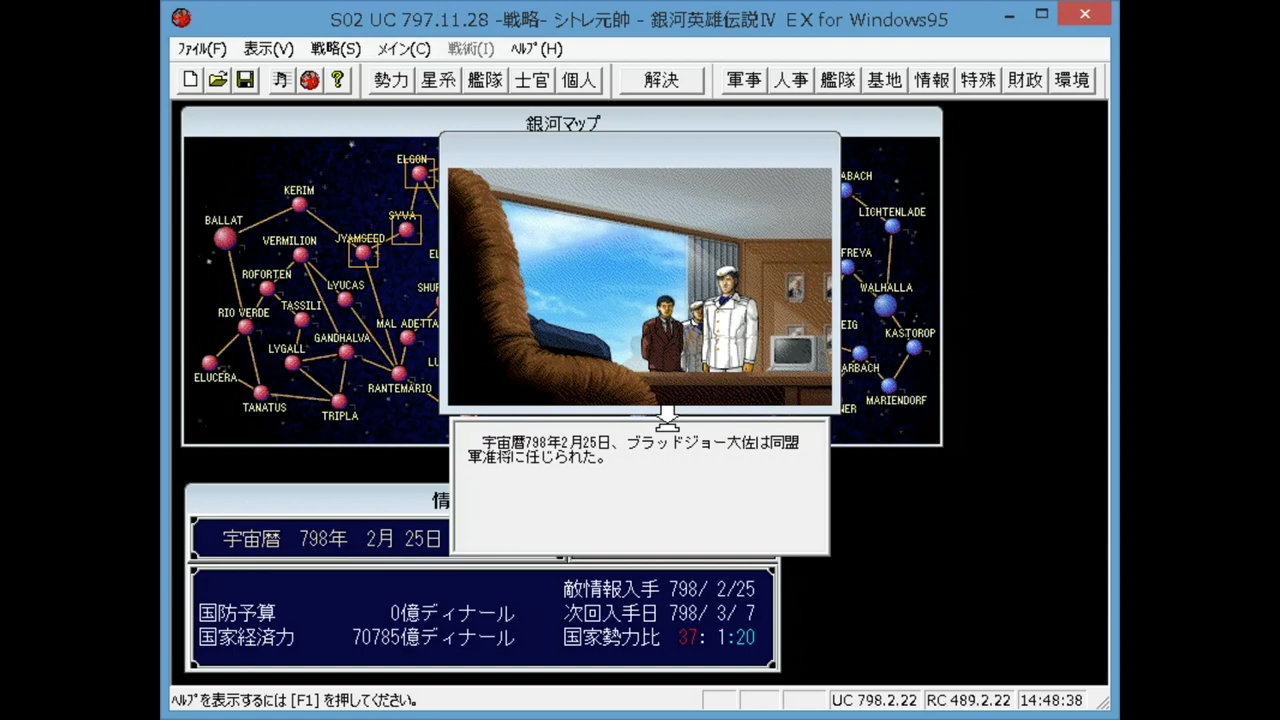 S02 UC 797.11.28 -戦略- シトレ元帥 - 銀河英雄伝説Ⅳ EX for Windows95
ﾌｧｲﾙ(F) 表示(V) 戦略(S) メイン(C) 戦術(I) ﾍﾙﾌﾟ(H)
勢力 星系 艦隊 士官 個人 解決 軍事 人事 艦隊 基地 情報 特殊 財政 環境
銀河マップ
ELGON
ABACH
KERIM
SYVA
LICHTENLADE
BALLAT
VERMILION
JYAMSEED
EL
FREYA
ROFORTEN
LYUCAS
SHUF
WALHALLA
TASSILI
RIO VERDE
MAL ADETTA
EIG
KASTOROP
GANDHALVA
LYGALL
LU
ARBACH
ELUCERA
RANTEMARIO
MARIENDORF
TANATUS
TRIPLA
NER
宇宙暦798年2月25日、ブラッドジョー大佐は同盟
軍准将に任じられた。
情
宇宙暦 798年 2月 25日
敵情報入手 798/ 2/25
国防予算 0億ディナール 次回入手日 798/ 3/ 7
国家経済力 70785億ディナール 国家勢力比 37: 1:20
ﾍﾙﾌﾟを表示するには [F1] を押してください。
UC 798.2.22 RC 489.2.22 14:48:38